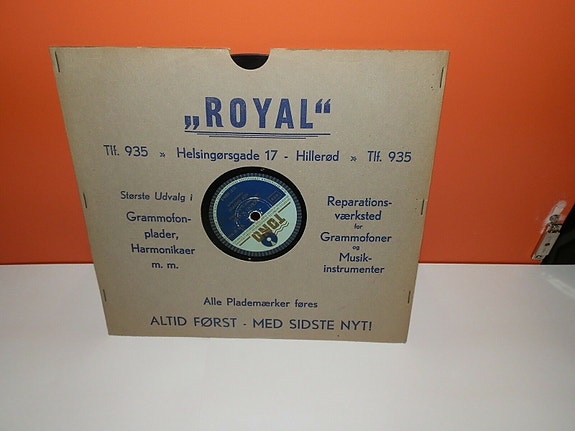 „ROYAL“
Tlf. 935 » Helsingørsgade 17 - Hillerød » Tlf. 935
Største Udvalg i
Grammofon-
plader,
Harmonikaer
m. m.
Reparations-
værksted
for
Grammofoner
og
Musik-
instrumenter
TONO
Alle Plademærker føres
ALTID FØRST - MED SIDSTE NYT!